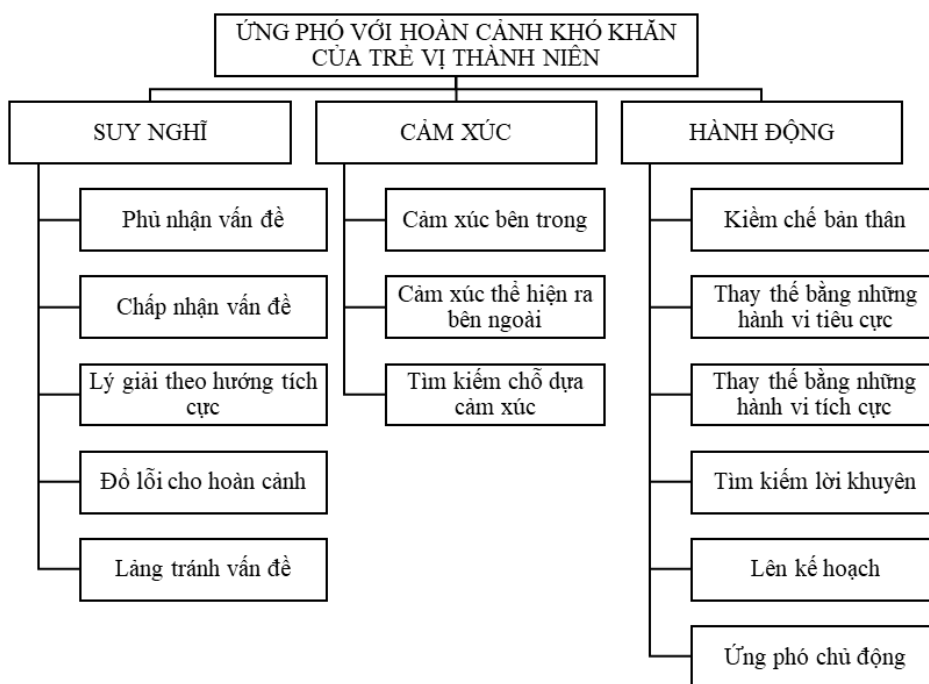 ỨNG PHÓ VỚI HOÀN CẢNH KHÓ KHĂN
CỦA TRẺ VỊ THÀNH NIÊN
SUY NGHĨ
Phủ nhận vấn đề
Chấp nhận vấn đề
Lý giải theo hướng tích
cực
Đổ lỗi cho hoàn cảnh
Lảng tránh vấn đề
CẢM XÚC
Cảm xúc bên trong
Cảm xúc thể hiện ra
bên ngoài
Tìm kiếm chỗ dựa
cảm xúc
HÀNH ĐỘNG
Kiềm chế bản thân
Thay thế bằng những
hành vi tiêu cực
Thay thế bằng những
hành vi tích cực
Tìm kiếm lời khuyên
Lên kế hoạch
Ứng phó chủ động